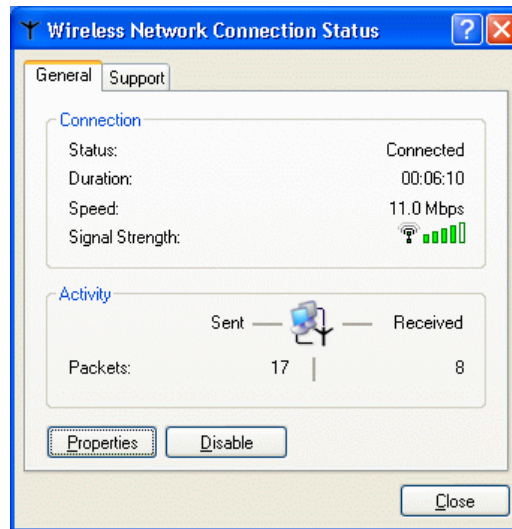 Wireless Network Connection Status
General Support
Connection
Status: Connected
Duration: 00:06:10
Speed: 11.0 Mbps
Signal Strength:
Activity
Sent Received
Packets: 17 8
Properties Disable
Close